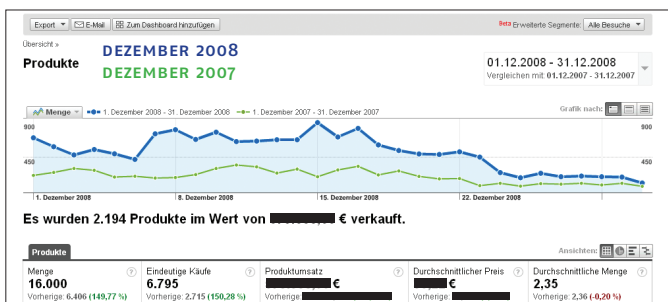 Export E-Mail Zum Dashboard hinzufügen Beta Erweiterte Segmente: Alle Besuche
Übersicht »
Produkte
DEZEMBER 2008
DEZEMBER 2007
01.12.2008 - 31.12.2008
Vergleichen mit: 01.12.2007 - 31.12.2007
Menge 1. Dezember 2008 - 31. Dezember 2008 1. Dezember 2007 - 31. Dezember 2007 Grafik nach:
900 900
450 450
1. Dezember 2008 8. Dezember 2008 15. Dezember 2008 22. Dezember 2008
Es wurden 2.194 Produkte im Wert von € verkauft.
Produkte Ansichten:
Menge
16.000
Vorherige: 6.406 (149,77 %)
Eindeutige Käufe
6.795
Vorherige: 2.715 (150,28 %)
Produktumsatz
€
Vorherige:
Durchschnittlicher Preis
€
Vorherige:
Durchschnittliche Menge
2,35
Vorherige: 2,36 (-0,20 %)